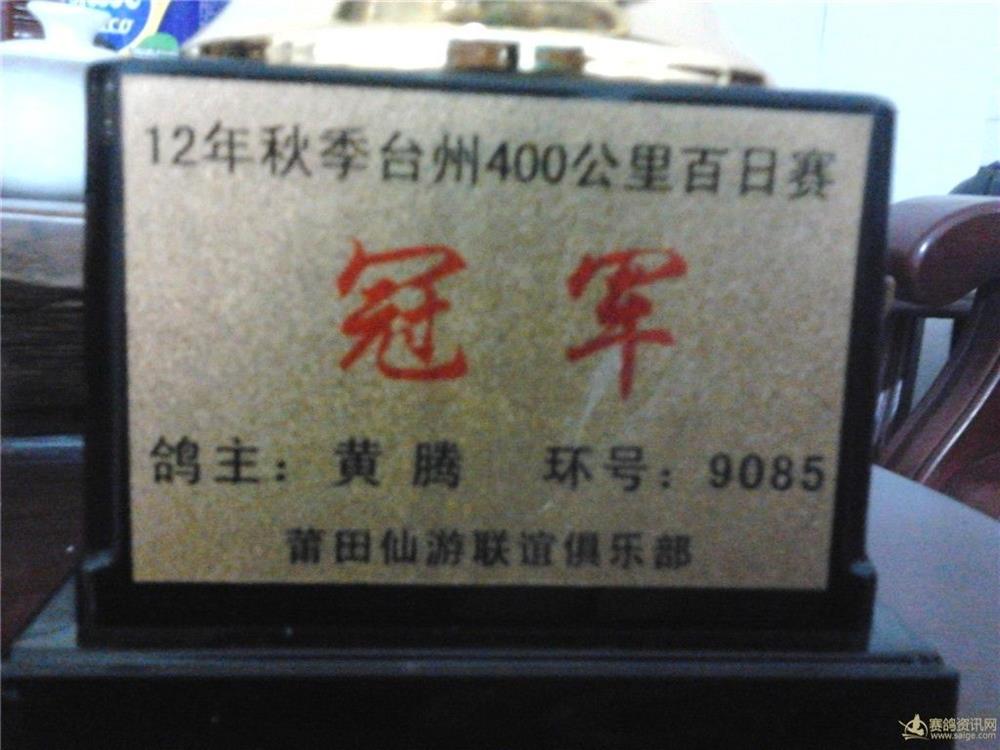 12年秋季台州400公里百日赛
冠军
鸽主：黄腾 环号：9085
莆田仙游联谊俱乐部
赛鸽资讯网
www.saige.com